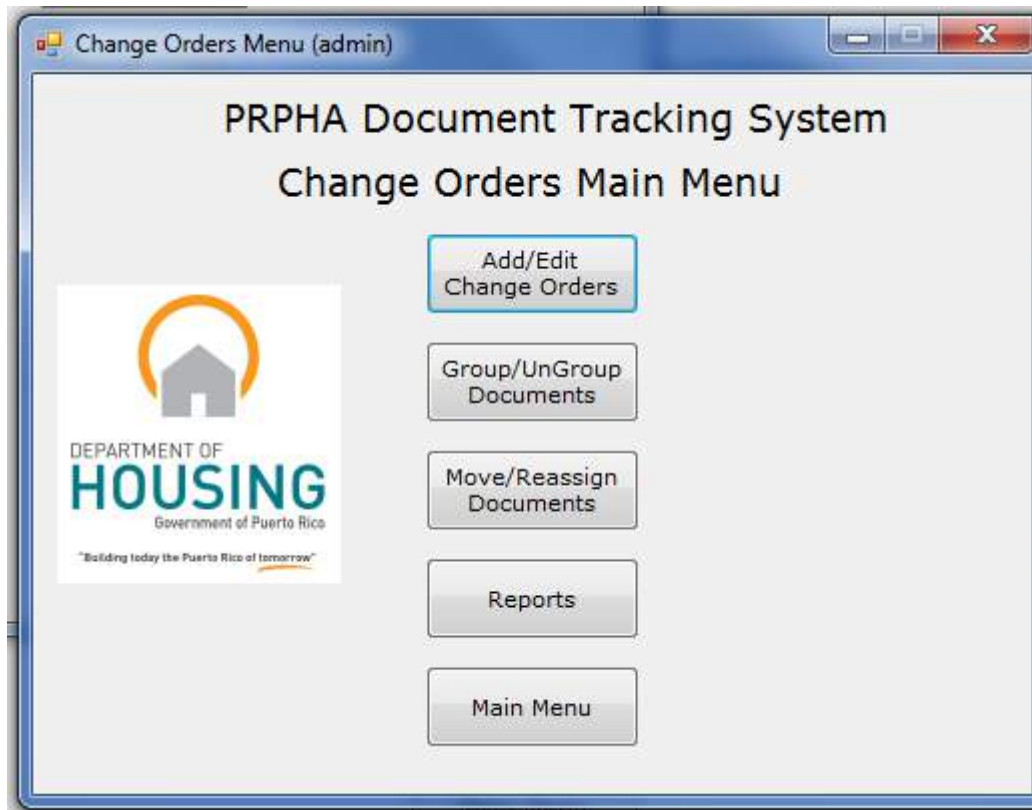 Change Orders Menu (admin)
PRPHA Document Tracking System
Change Orders Main Menu
Add/Edit
Change Orders
Group/UnGroup
Documents
Move/Reassign
Documents
Reports
Main Menu
DEPARTMENT OF
HOUSING
Government of Puerto Rico
"Building today the Puerto Rico of tomorrow"